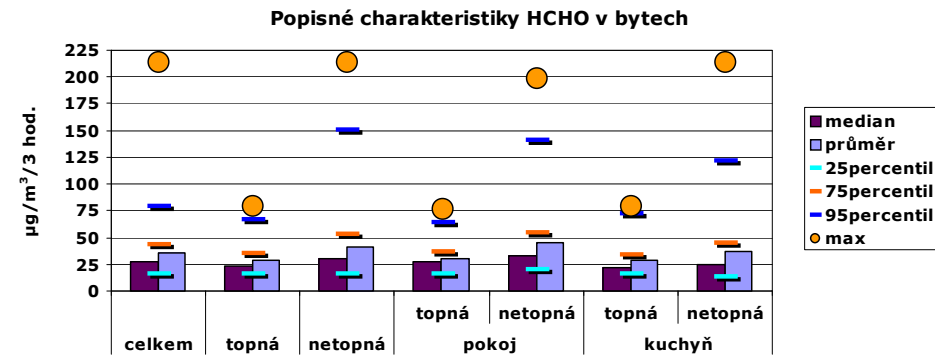 Popisné charakteristiky HCHO v bytech
µg/m³/3 hod.
225
200
175
150
125
100
75
50
25
0
topná netopná topná netopná
celkem topná netopná pokoj kuchyň
median
průměr
25percentil
75percentil
95percentil
max